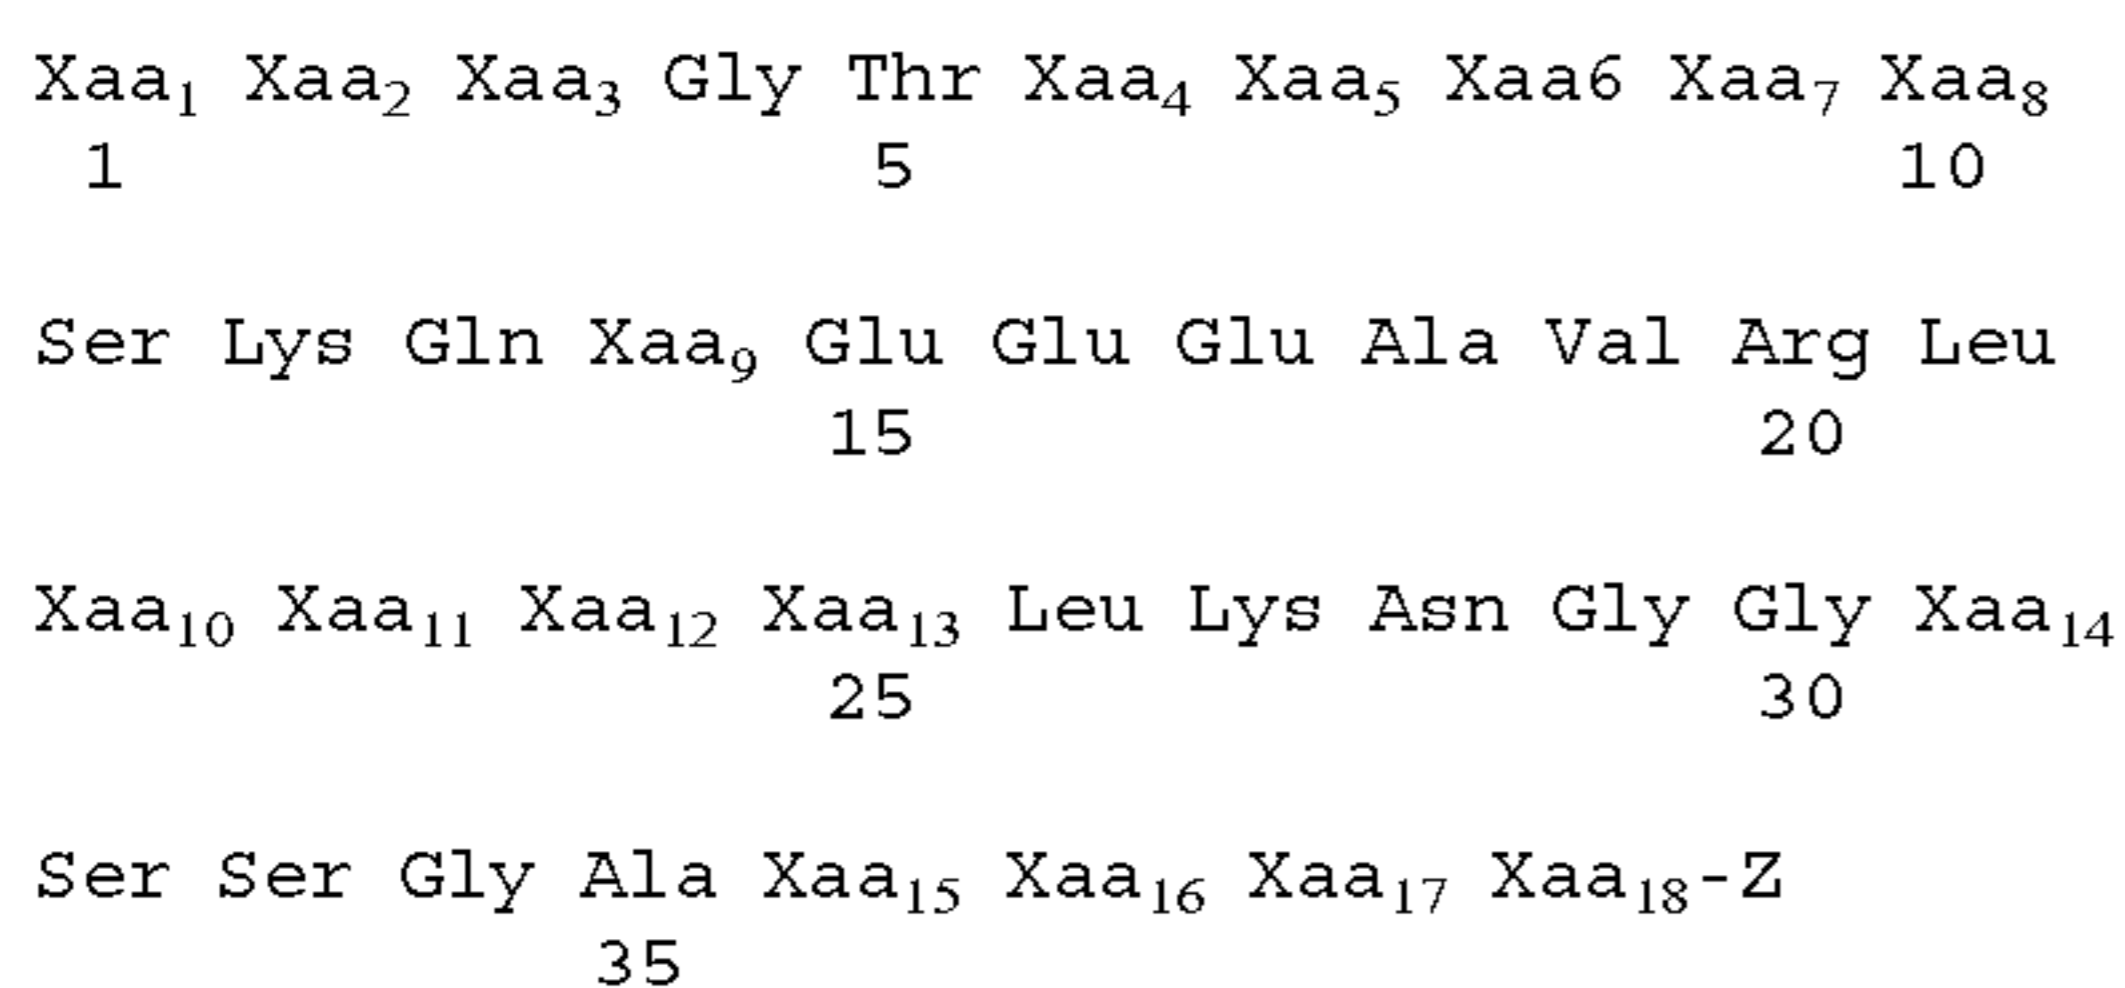 Xaa₁ Xaa₂ Xaa₃ Gly Thr Xaa₄ Xaa₅ Xaa6 Xaa₇ Xaa₈
1 5 10
Ser Lys Gln Xaa₉ Glu Glu Glu Ala Val Arg Leu
15 20
Xaa₁₀ Xaa₁₁ Xaa₁₂ Xaa₁₃ Leu Lys Asn Gly Gly Xaa₁₄
25 30
Ser Ser Gly Ala Xaa₁₅ Xaa₁₆ Xaa₁₇ Xaa₁₈-Z
35